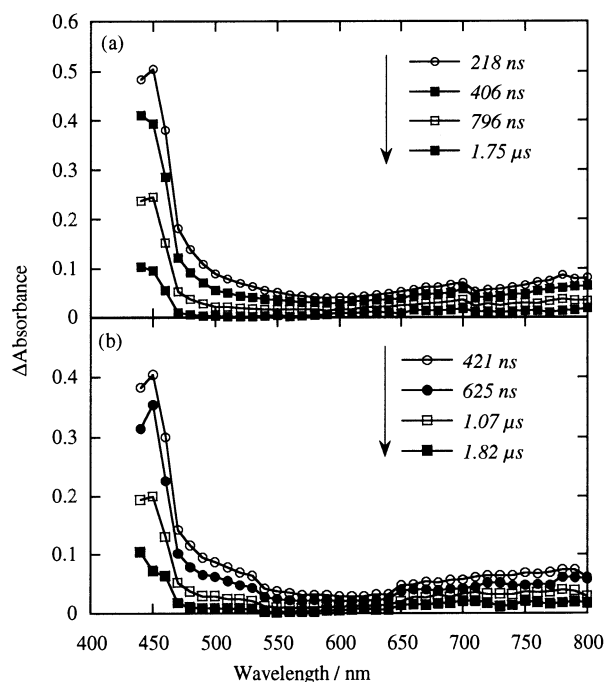 0.6
(a)
218 ns
0.5
406 ns
796 ns
0.4
1.75 μs
0.3
0.2
0.1
0
(b)
421 ns
0.4
625 ns
1.07 μs
0.3
1.82 μs
0.2
0.1
0
ΔAbsorbance
400 450 500 550 600 650 700 750 800
Wavelength / nm